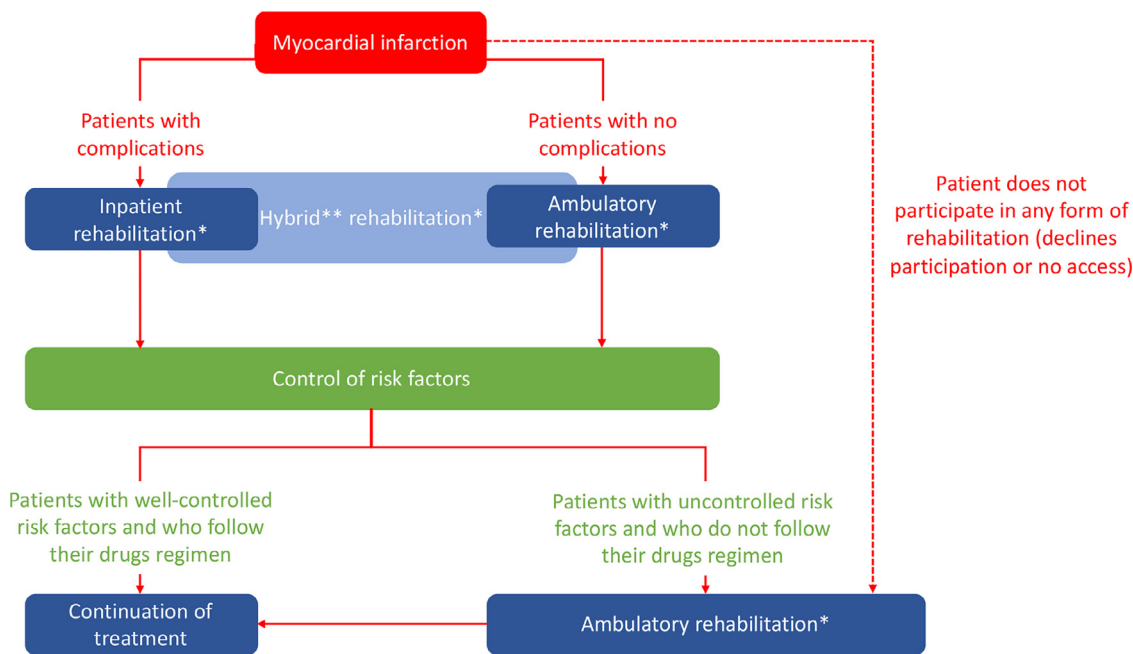 Myocardial infarction
Patients with
complications
Patients with no
complications
Patient does not
participate in any form of
rehabilitation (declines
participation or no access)
Inpatient
rehabilitation*
Hybrid** rehabilitation*
Ambulatory
rehabilitation*
Control of risk factors
Patients with well-controlled
risk factors and who follow
their drugs regimen
Patients with uncontrolled risk
factors and who do not follow
their drugs regimen
Continuation of
treatment
Ambulatory rehabilitation*